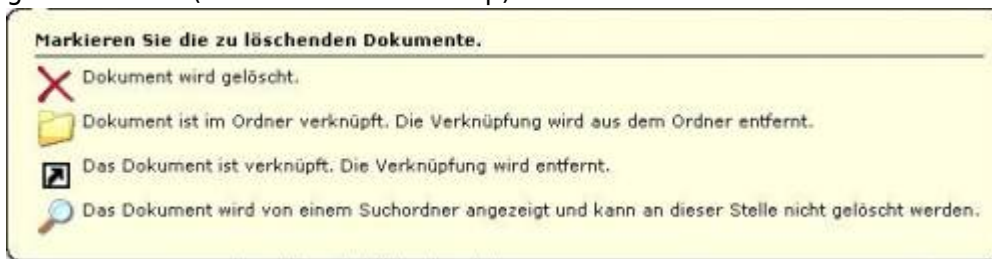 Markieren Sie die zu löschenden Dokumente.
Dokument wird gelöscht.
Dokument ist im Ordner verknüpft. Die Verknüpfung wird aus dem Ordner entfernt.
Das Dokument ist verknüpft. Die Verknüpfung wird entfernt.
Das Dokument wird von einem Suchordner angezeigt und kann an dieser Stelle nicht gelöscht werden.